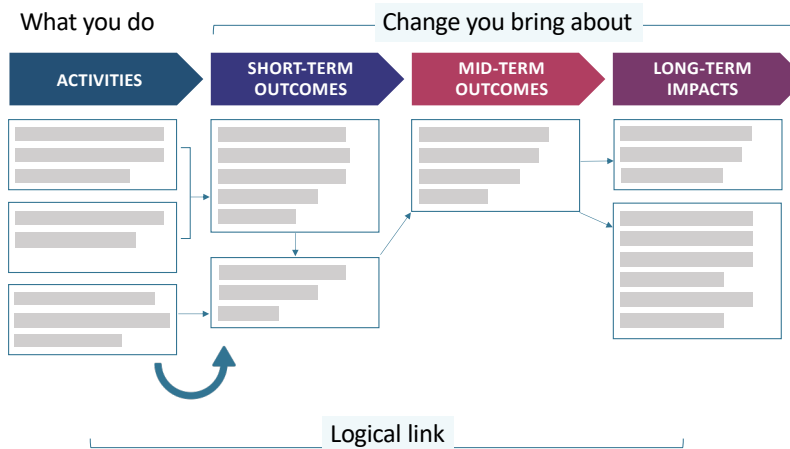 What you do
Change you bring about
ACTIVITIES
SHORT-TERM
OUTCOMES
MID-TERM
OUTCOMES
LONG-TERM
IMPACTS
Logical link